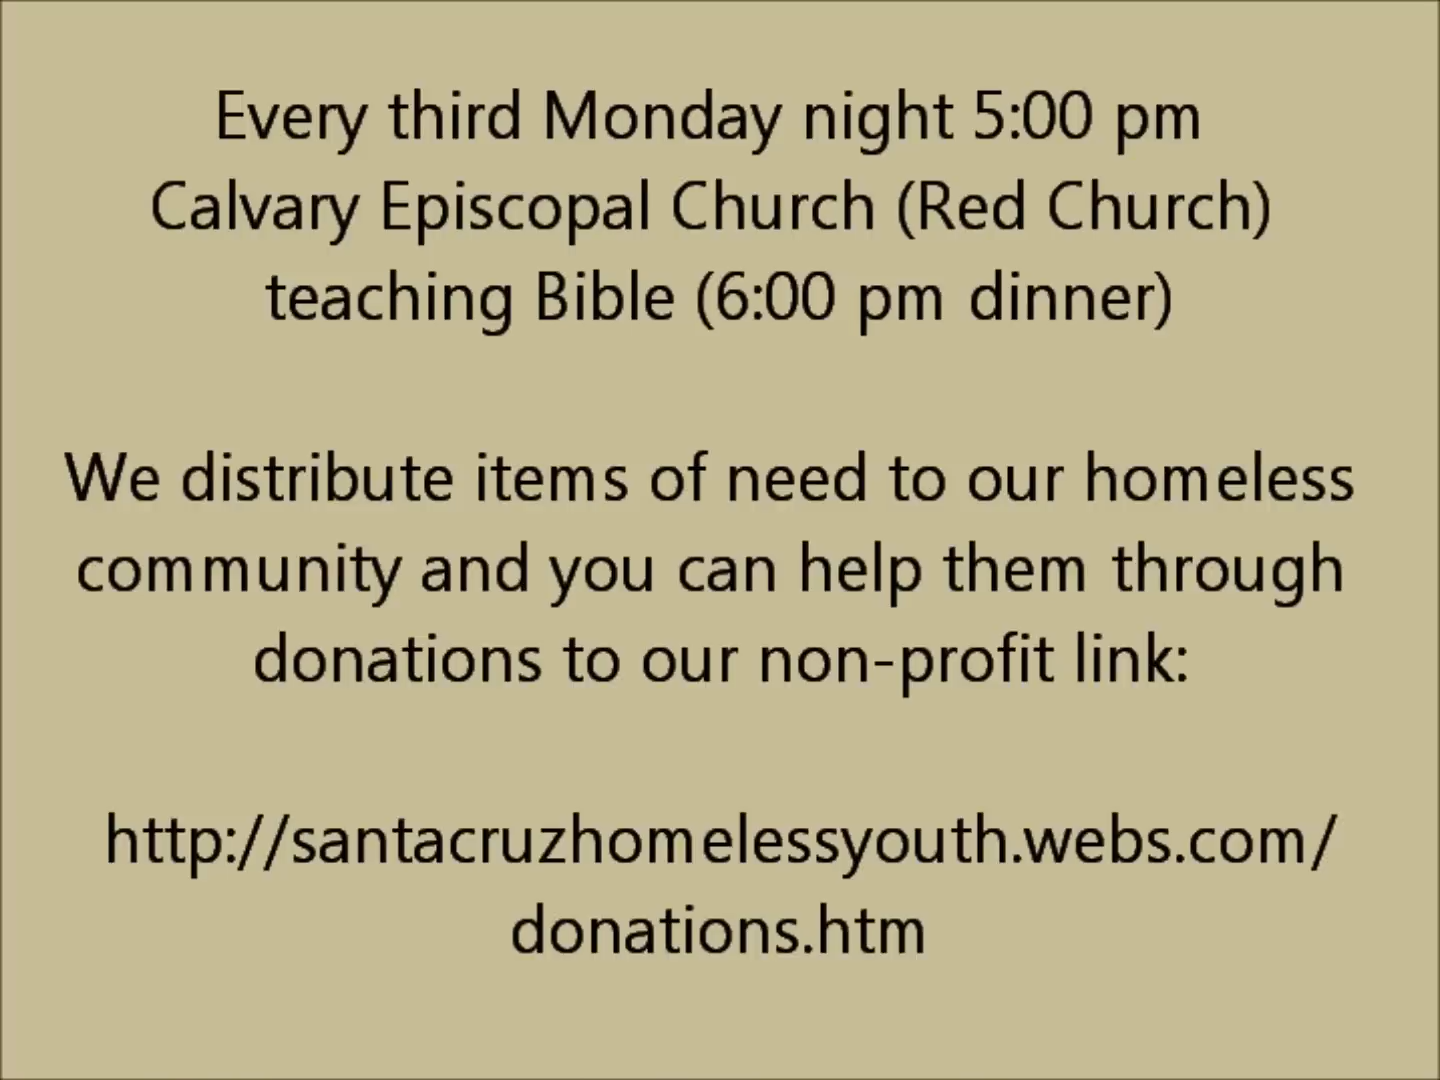 Every third Monday night 5:00 pm
Calvary Episcopal Church (Red Church)
teaching Bible (6:00 pm dinner)
We distribute items of need to our homeless
community and you can help them through
donations to our non-profit link:
http://santacruzhomelessyouth.webs.com/
donations.htm